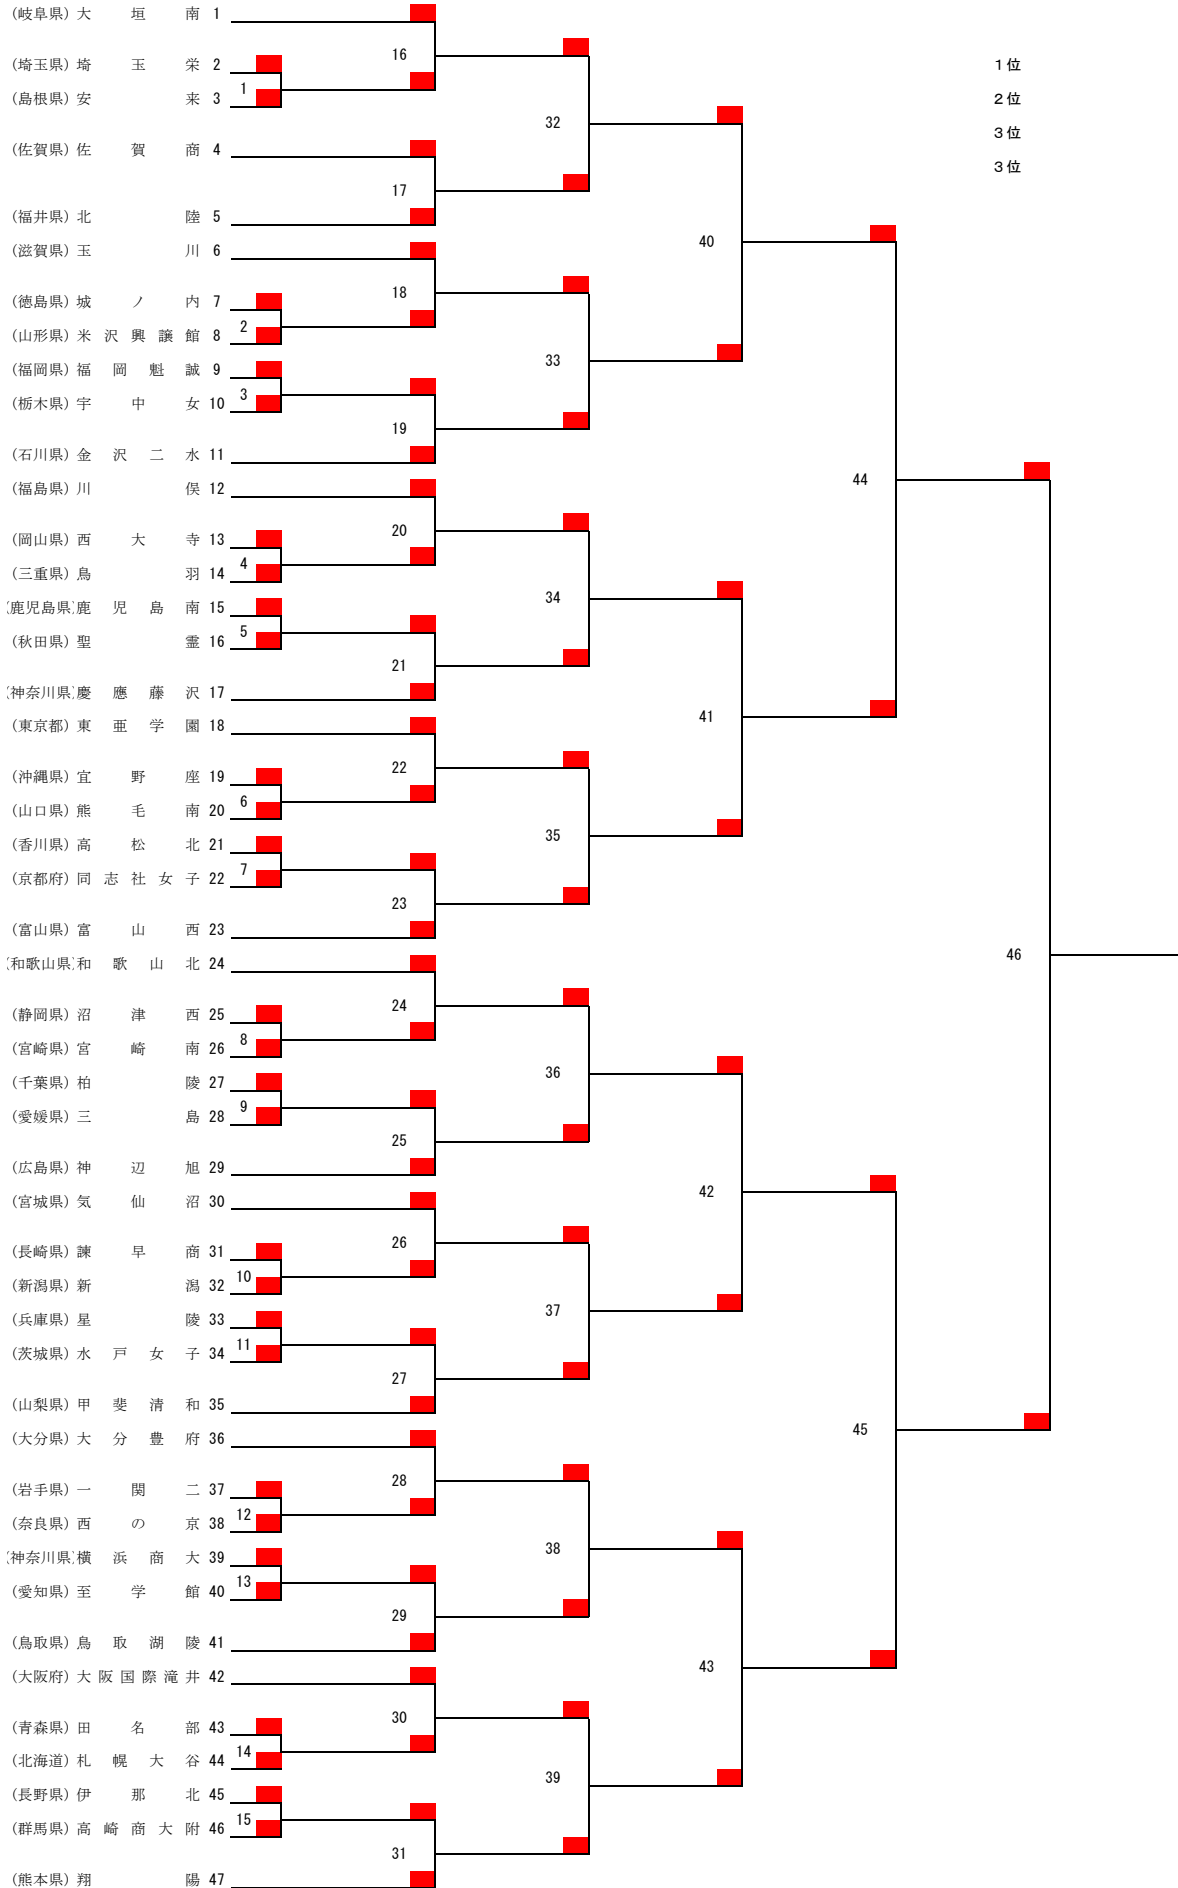 (岐阜県) 大垣南 1
16
(埼玉県) 埼玉栄 2
1位
1
(島根県) 安来 3
2位
32
3位
(佐賀県) 佐賀商 4
3位
17
(福井県) 北陸 5
40
(滋賀県) 玉川 6
18
(徳島県) 城ノ内 7
2
(山形県) 米沢興譲館 8
33
(福岡県) 福岡魁誠 9
3
(栃木県) 宇中女 10
19
(石川県) 金沢二水 11
44
(福島県) 川俣 12
20
(岡山県) 西大寺 13
4
(三重県) 鳥羽 14
34
(鹿児島県) 鹿児島南 15
5
(秋田県) 聖霊 16
21
(神奈川県) 慶應藤沢 17
41
(東京都) 東亜学園 18
22
(沖縄県) 宜野座 19
6
(山口県) 熊毛南 20
35
(香川県) 高松北 21
7
(京都府) 同志社女子 22
23
(富山県) 富山西 23
46
(和歌山県) 和歌山北 24
24
(静岡県) 沼津西 25
8
(宮崎県) 宮崎南 26
36
(千葉県) 柏陵 27
9
(愛媛県) 三島 28
25
(広島県) 神辺旭 29
42
(宮城県) 気仙沼 30
26
(長崎県) 諫早商 31
10
(新潟県) 新潟 32
37
(兵庫県) 星陵 33
11
(茨城県) 水戸女子 34
27
(山梨県) 甲斐清和 35
45
(大分県) 大分豊府 36
28
(岩手県) 一関二 37
12
(奈良県) 西の京 38
38
(神奈川県) 横浜商大 39
13
(愛知県) 至学館 40
29
(鳥取県) 鳥取湖陵 41
43
(大阪府) 大阪国際滝井 42
30
(青森県) 田名部 43
14
(北海道) 札幌大谷 44
39
(長野県) 伊那北 45
15
(群馬県) 高崎商大附 46
31
(熊本県) 翔陽 47